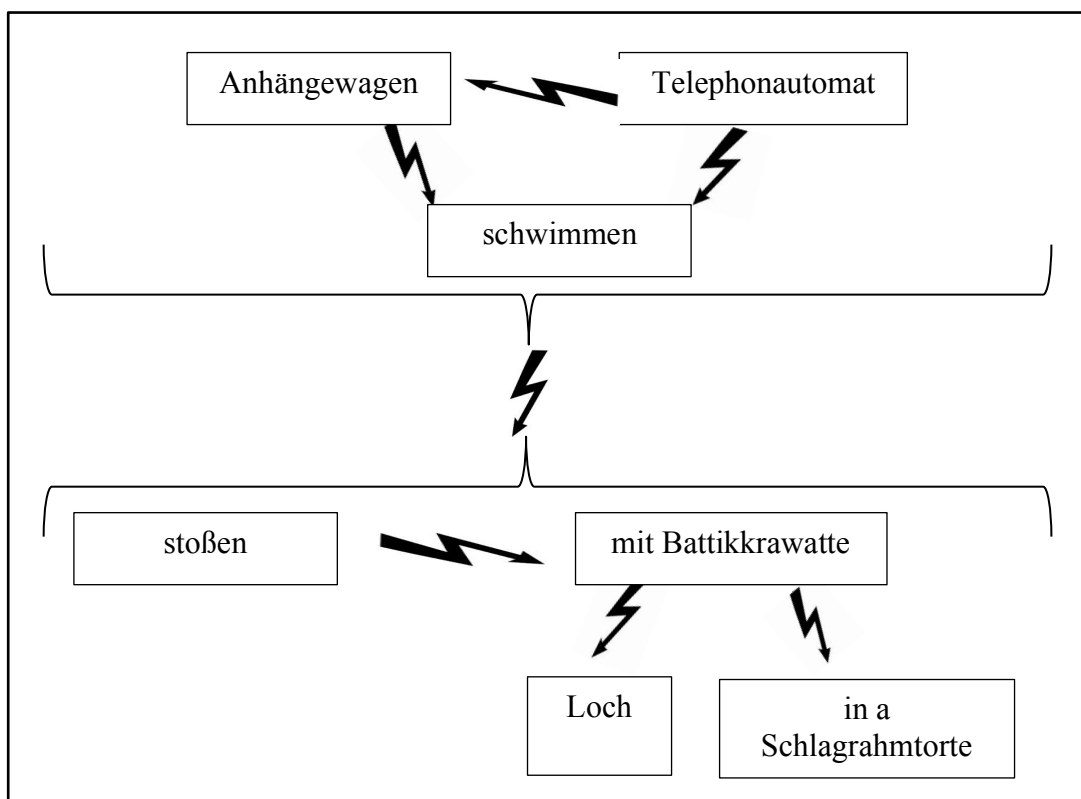 Anhängewagen
Telephonautomat
schwimmen
stoßen
mit Battikkrawatte
Loch
in a
Schlagrahmtorte